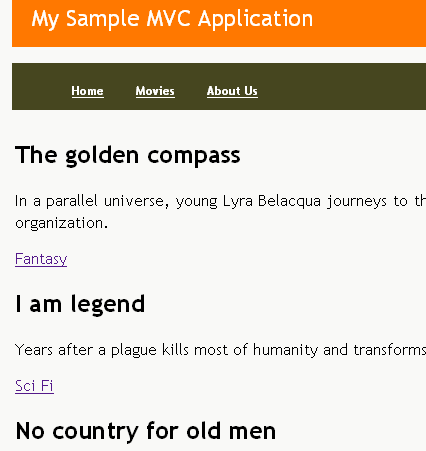 My Sample MVC Application
Home Movies About Us
The golden compass
In a parallel universe, young Lyra Belacqua journeys to
organization.
Fantasy
I am legend
Years after a plague kills most of humanity and transforms
Sci Fi
No country for old men